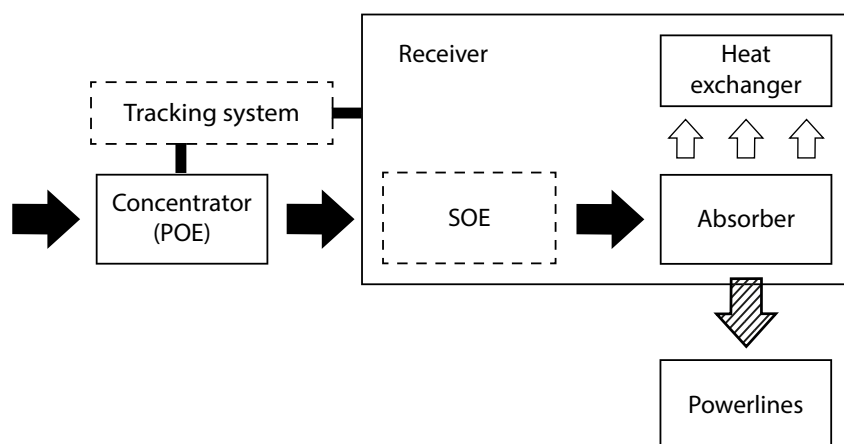 Receiver
Heat
exchanger
Tracking system
Concentrator
(POE)
SOE
Absorber
Powerlines